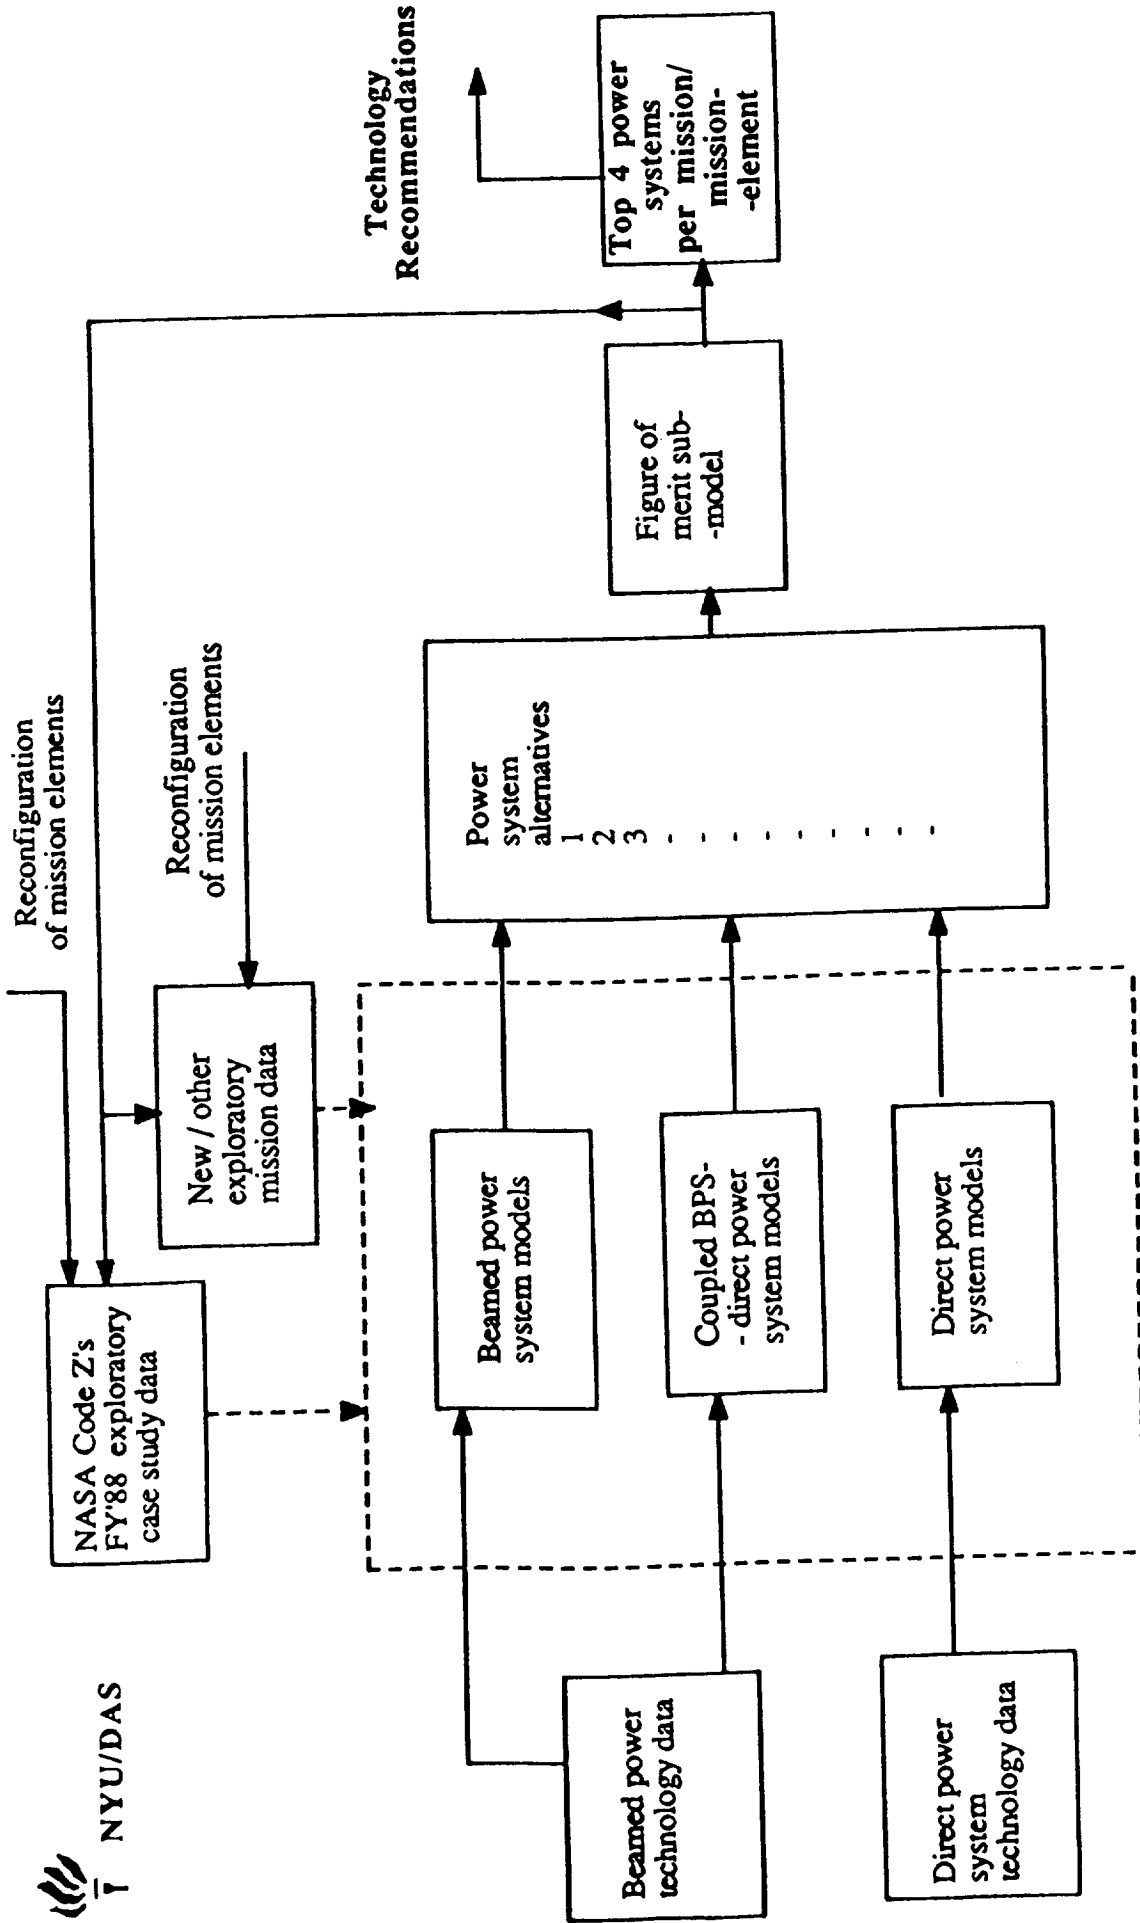 NYU/DAS
Reconfiguration
of mission elements
NASA Code Z's
FY'88 exploratory
case study data
New / other
exploratory
mission data
Reconfiguration
of mission elements
Technology
Recommendations
Beamed power
technology data
Direct power
system
technology data
Beamed power
system models
Coupled BPS-
- direct power
system models
Direct power
system models
Power
system
alternatives
1
2
3
-
-
-
-
-
-
-
-
-
Figure of
merit sub-
-model
Top 4 power
systems
per mission/
mission-
-element